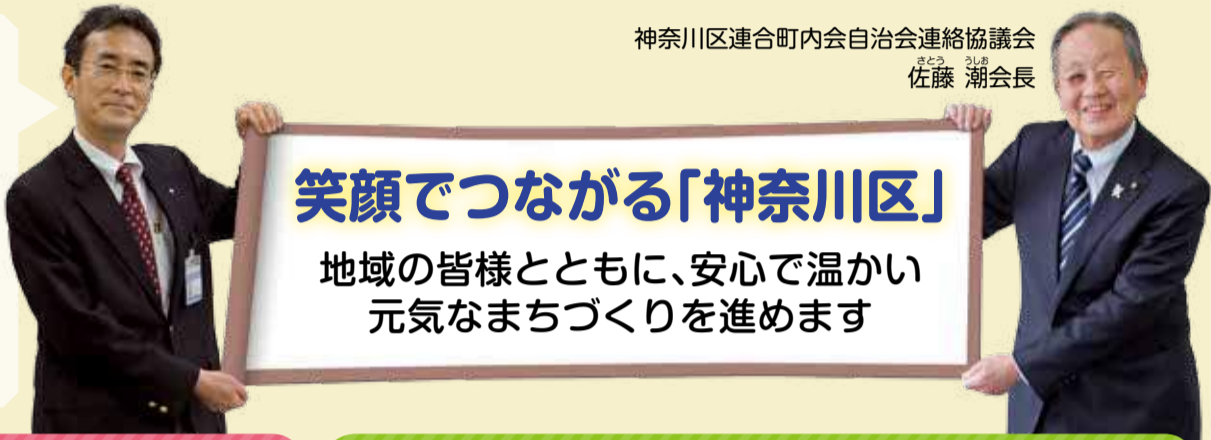 神奈川区連合町内会自治会連絡協議会
佐藤 潮会長
さとう うしお
笑顔でつながる「神奈川区」
地域の皆様とともに、安心で温かい
元気なまちづくりを進めます